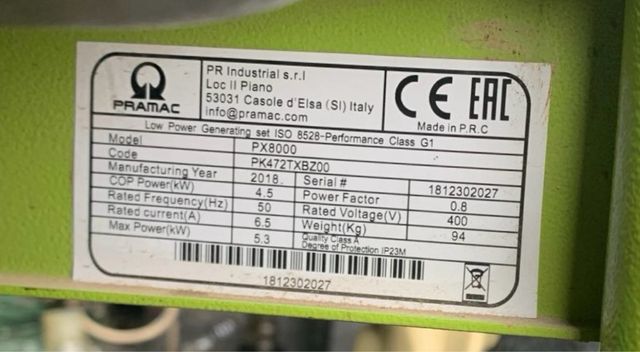 PRAMAC
PR Industrial s.r.l
Loc Il Piano
53031 Casole d'Elsa (SI) Italy
info@pramac.com
CE EAC
Made in P.R.C
Low Power Generating set ISO 8528-Performance Class G1
Model PX8000
Code PK472TXBZ00
Manufacturing Year 2018 Serial # 1812302027
COP Power(kW) 4.5 Power Factor 0.8
Rated Frequency(Hz) 50 Rated Voltage(V) 400
Rated current(A) 6.5 Weight(Kg) 94
Max Power(kW) 5.3 Quality Class A
Degree of Protection IP23M
1812302027